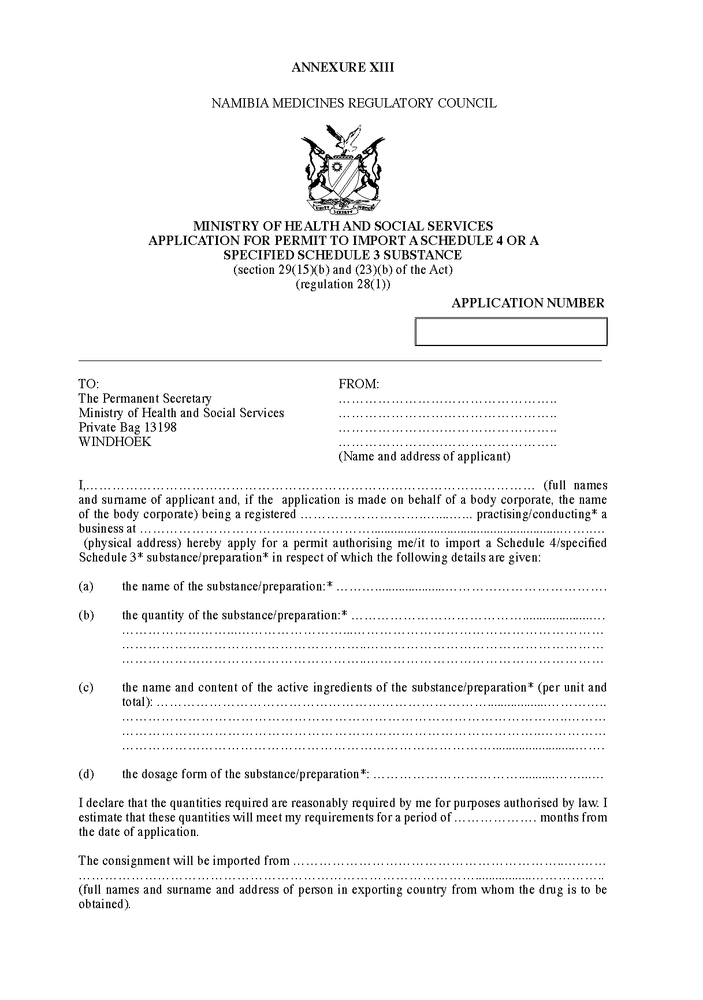 ANNEXURE XIII
NAMIBIA MEDICINES REGULATORY COUNCIL
UNITY LIBERTY JUSTICE
MINISTRY OF HEALTH AND SOCIAL SERVICES
APPLICATION FOR PERMIT TO IMPORT A SCHEDULE 4 OR A
SPECIFIED SCHEDULE 3 SUBSTANCE
(section 29(15)(b) and (23)(b) of the Act)
(regulation 28(1))
APPLICATION NUMBER
TO:
The Permanent Secretary
Ministry of Health and Social Services
Private Bag 13198
WINDHOEK
FROM:
…………………………………………..
…………………………………………..
…………………………………………..
…………………………………………..
(Name and address of applicant)
I,………………………………………………………………………………………… (full names
and surname of applicant and, if the application is made on behalf of a body corporate, the name
of the body corporate) being a registered ……………………….…....….. practising/conducting* a
business at ……………………………..………………..........................................................…….….
(physical address) hereby apply for a permit authorising me/it to import a Schedule 4/specified
Schedule 3* substance/preparation* in respect of which the following details are given:
(a) the name of the substance/preparation:* ………....................……………………………….
(b) the quantity of the substance/preparation:* …………………………………....................….
……………………...……………………..…………………………………………………
………………………………………………..………………………………………………
………………………………………………..………………………………………………
(c) the name and content of the active ingredients of the substance/preparation* (per unit and
total): …………………………………………………………………..................…………..
…………………………………………………………………………………………..………
……………………………………………………………………………………..……………
…………………………………………………………………………........................…….
(d) the dosage form of the substance/preparation*: ……………………………..........……..….
I declare that the quantities required are reasonably required by me for purposes authorised by law. I
estimate that these quantities will meet my requirements for a period of ………………. months from
the date of application.
The consignment will be imported from ……………………………………………………..………
………………………………………………………………………………..................……………..
(full names and surname and address of person in exporting country from whom the drug is to be
obtained).